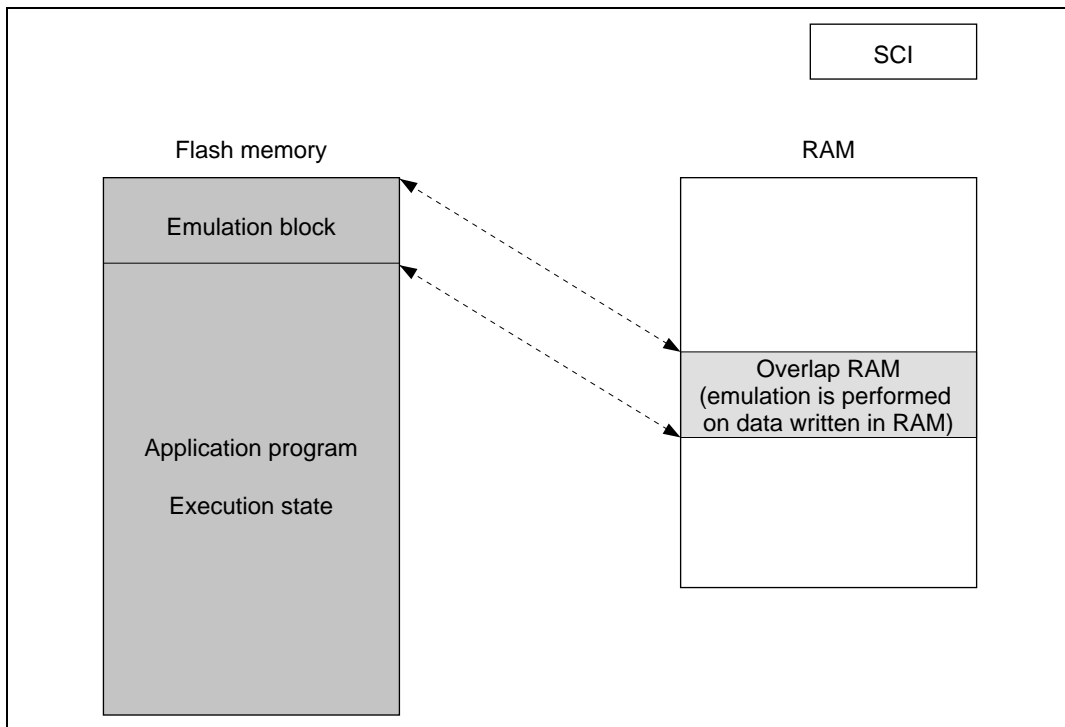 SCI
Flash memory
RAM
Emulation block
Overlap RAM
(emulation is performed
on data written in RAM)
Application program
Execution state